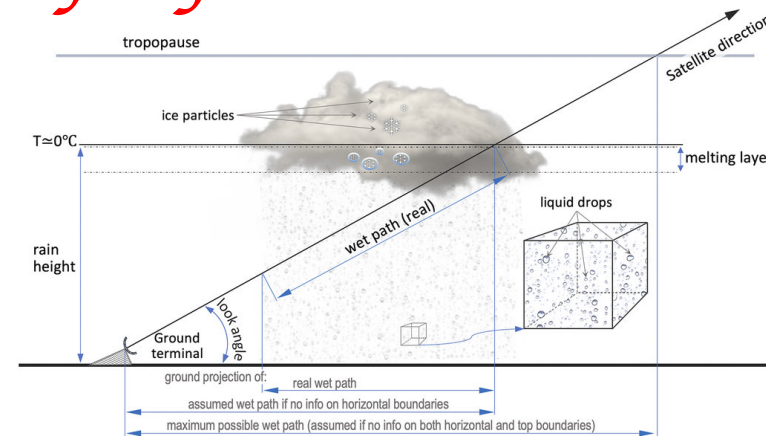 tropopause
Satellite direction
ice particles
T≃0°C
melting laye
liquid drops
wet path (real)
rain
height
look angle
Ground
terminal
ground projection of:
real wet path
assumed wet path if no info on horizontal boundaries
maximum possible wet path (assumed if no info on both horizontal and top boundaries)